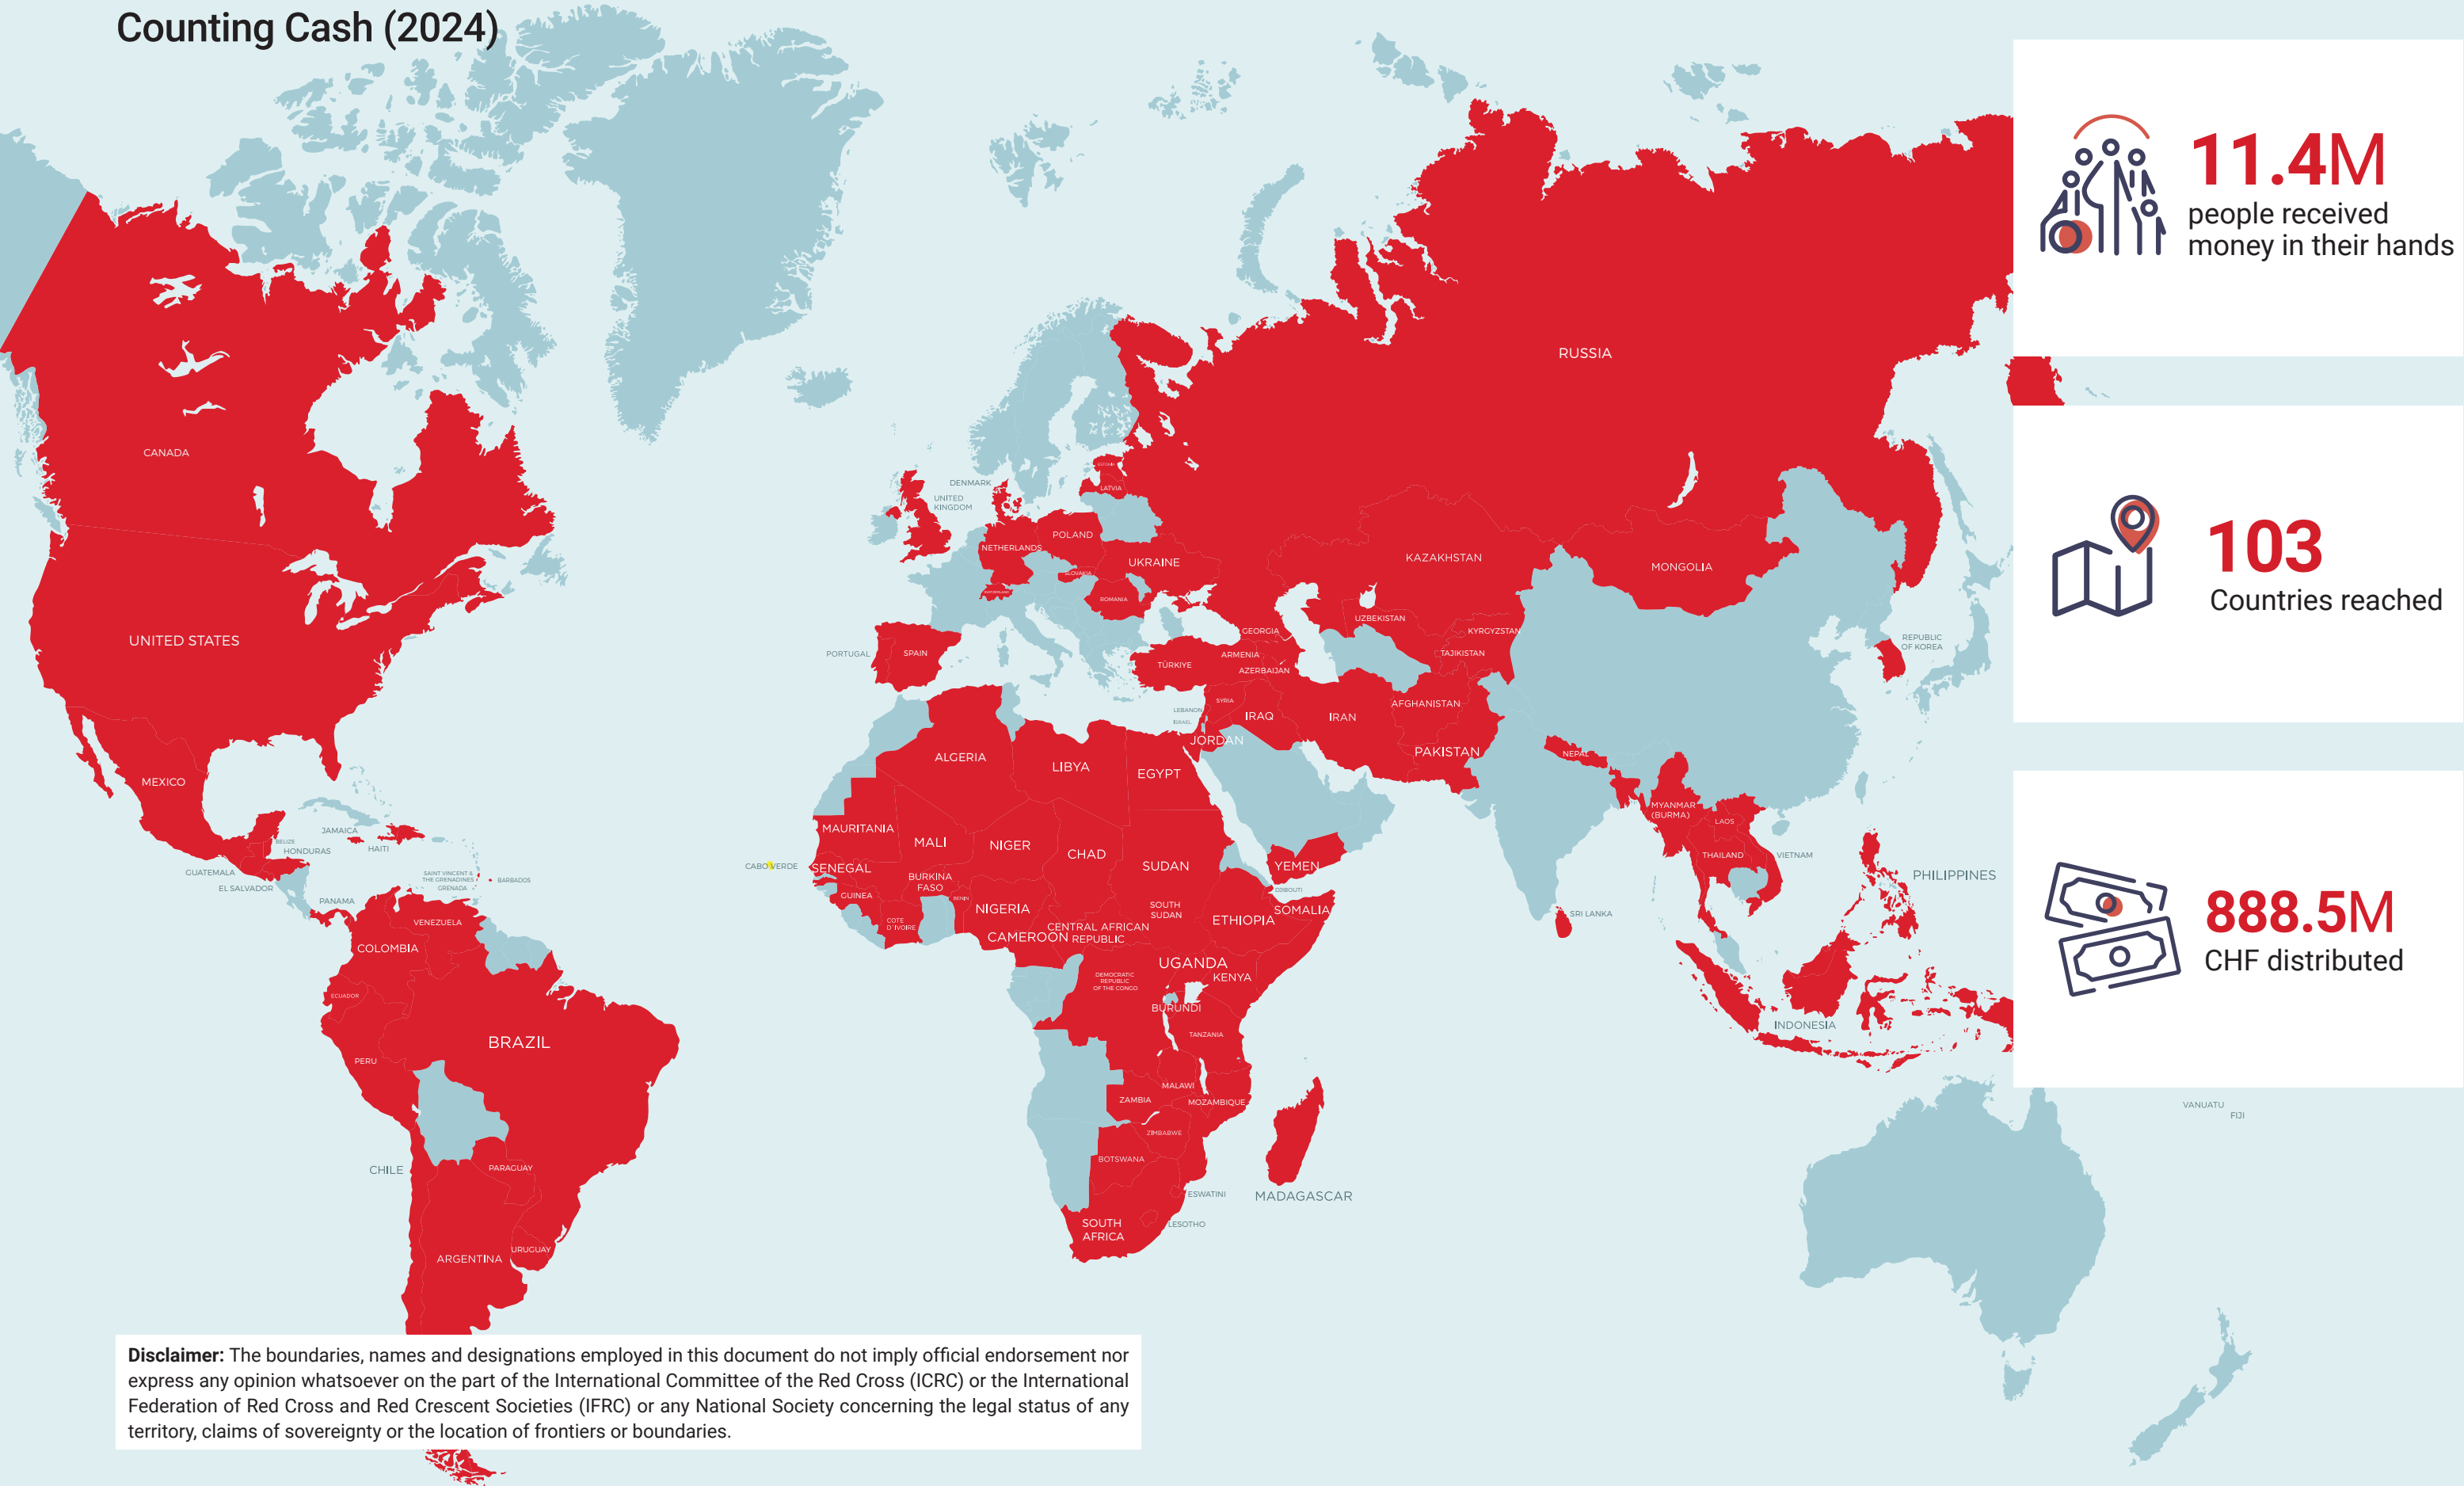 Counting Cash (2024)
11.4M
people received
money in their hands
103
Countries reached
888.5M
CHF distributed
RUSSIA
CANADA
DENMARK
UNITED
KINGDOM
ESTONIA
LATVIA
POLAND
NETHERLANDS
UKRAINE
SLOVAKIA
SWITZERLAND
ROMANIA
KAZAKHSTAN
MONGOLIA
UZBEKISTAN
KYRGYZSTAN
TAJIKISTAN
GEORGIA
ARMENIA
AZERBAIJAN
TÜRKIYE
PORTUGAL
SPAIN
UNITED STATES
REPUBLIC
OF KOREA
SYRIA
LEBANON
ISRAEL
IRAQ
IRAN
AFGHANISTAN
JORDAN
PAKISTAN
NEPAL
MEXICO
ALGERIA
LIBYA
EGYPT
MYANMAR
(BURMA)
LAOS
THAILAND
VIETNAM
PHILIPPINES
JAMAICA
BELIZE
HONDURAS
HAITI
GUATEMALA
EL SALVADOR
SAINT VINCENT &
THE GRENADINES
GRENADA
BARBADOS
PANAMA
CABO VERDE
MAURITANIA
MALI
NIGER
CHAD
SUDAN
YEMEN
SENEGAL
BURKINA
FASO
GUINEA
BENIN
COTE
D´IVOIRE
NIGERIA
CAMEROON
CENTRAL AFRICAN
REPUBLIC
SOUTH
SUDAN
ETHIOPIA
DJIBOUTI
SOMALIA
SRI LANKA
VENEZUELA
COLOMBIA
ECUADOR
BRAZIL
PERU
UGANDA
KENYA
DEMOCRATIC
REPUBLIC
OF THE CONGO
BURUNDI
TANZANIA
INDONESIA
MALAWI
ZAMBIA
MOZAMBIQUE
ZIMBABWE
BOTSWANA
ESWATINI
MADAGASCAR
SOUTH
AFRICA
LESOTHO
VANUATU
FIJI
CHILE
PARAGUAY
ARGENTINA
URUGUAY
Disclaimer: The boundaries, names and designations employed in this document do not imply official endorsement nor
express any opinion whatsoever on the part of the International Committee of the Red Cross (ICRC) or the International
Federation of Red Cross and Red Crescent Societies (IFRC) or any National Society concerning the legal status of any
territory, claims of sovereignty or the location of frontiers or boundaries.